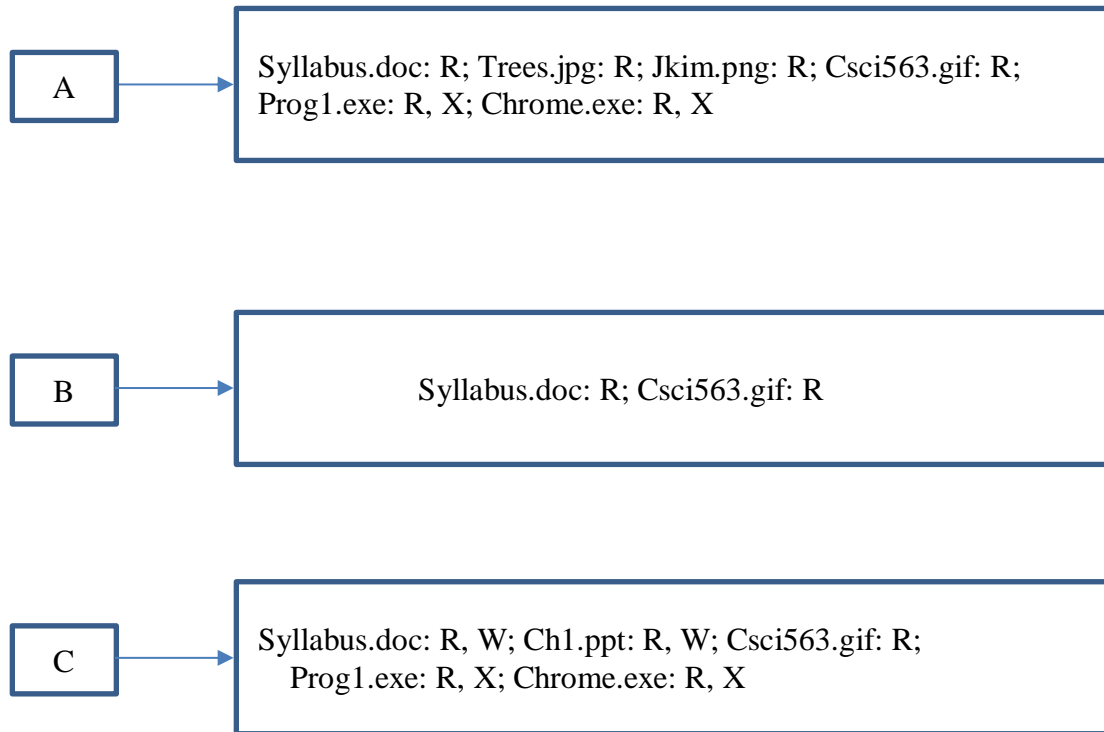 A
Syllabus.doc: R; Trees.jpg: R; Jkim.png: R; Csci563.gif: R;
Prog1.exe: R, X; Chrome.exe: R, X
B
Syllabus.doc: R; Csci563.gif: R
C
Syllabus.doc: R, W; Ch1.ppt: R, W; Csci563.gif: R;
Prog1.exe: R, X; Chrome.exe: R, X